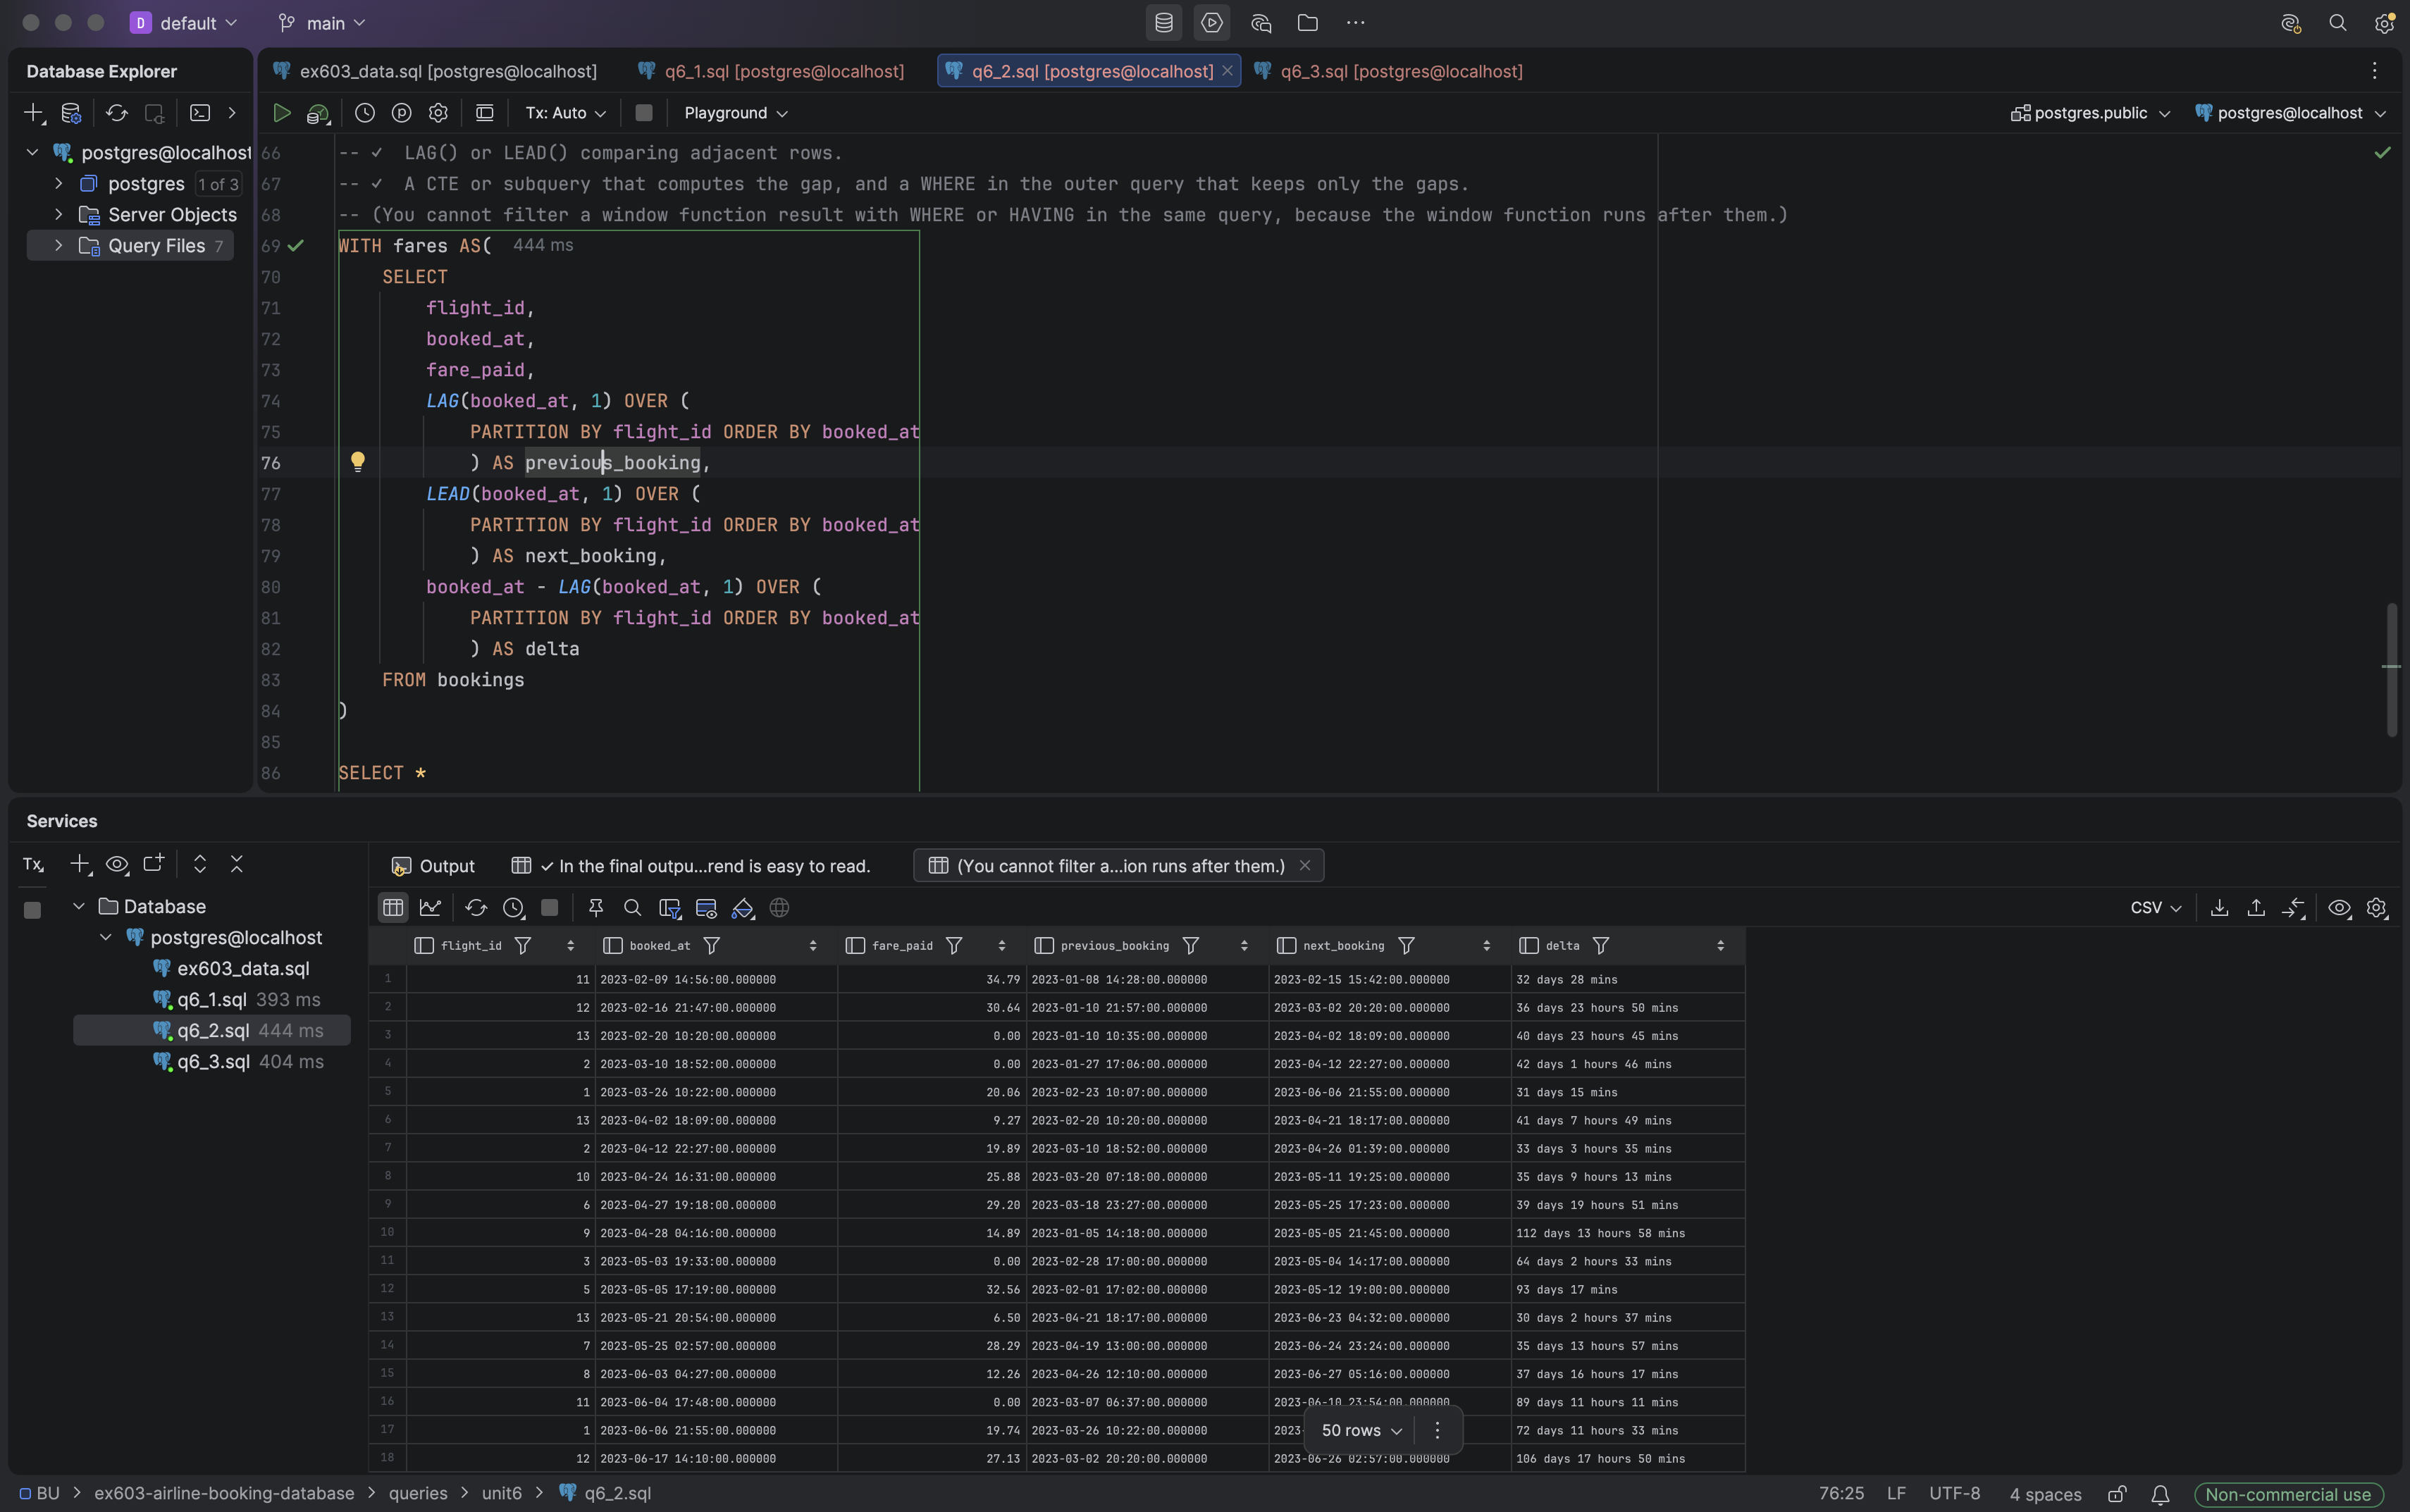 D default main
Database Explorer
ex603_data.sql [postgres@localhost] q6_1.sql [postgres@localhost] q6_2.sql [postgres@localhost] q6_3.sql [postgres@localhost]
Tx: Auto Playground postgres.public postgres@localhost
postgres@localhost
postgres 1 of 3
Server Objects
Query Files 7
66 -- ✓ LAG() or LEAD() comparing adjacent rows.
67 -- ✓ A CTE or subquery that computes the gap, and a WHERE in the outer query that keeps only the gaps.
68 -- (You cannot filter a window function result with WHERE or HAVING in the same query, because the window function runs after them.)
69 WITH fares AS( 444 ms
70 SELECT
71 flight_id,
72 booked_at,
73 fare_paid,
74 LAG(booked_at, 1) OVER (
75 PARTITION BY flight_id ORDER BY booked_at
76 ) AS previous_booking,
77 LEAD(booked_at, 1) OVER (
78 PARTITION BY flight_id ORDER BY booked_at
79 ) AS next_booking,
80 booked_at - LAG(booked_at, 1) OVER (
81 PARTITION BY flight_id ORDER BY booked_at
82 ) AS delta
83 FROM bookings
84 )
85
86 SELECT *
Services
Tx
Database
postgres@localhost
ex603_data.sql
q6_1.sql 393 ms
q6_2.sql 444 ms
q6_3.sql 404 ms
Output ✓ In the final outpu...rend is easy to read. (You cannot filter a...ion runs after them.)
CSV
flight_id booked_at fare_paid previous_booking next_booking delta
1 11 2023-02-09 14:56:00.000000 34.79 2023-01-08 14:28:00.000000 2023-02-15 15:42:00.000000 32 days 28 mins
2 12 2023-02-16 21:47:00.000000 30.64 2023-01-10 21:57:00.000000 2023-03-02 20:20:00.000000 36 days 23 hours 50 mins
3 13 2023-02-20 10:20:00.000000 0.00 2023-01-10 10:35:00.000000 2023-04-02 18:09:00.000000 40 days 23 hours 45 mins
4 2 2023-03-10 18:52:00.000000 0.00 2023-01-27 17:06:00.000000 2023-04-12 22:27:00.000000 42 days 1 hours 46 mins
5 1 2023-03-26 10:22:00.000000 20.06 2023-02-23 10:07:00.000000 2023-06-06 21:55:00.000000 31 days 15 mins
6 13 2023-04-02 18:09:00.000000 9.27 2023-02-20 10:20:00.000000 2023-04-21 18:17:00.000000 41 days 7 hours 49 mins
7 2 2023-04-12 22:27:00.000000 19.89 2023-03-10 18:52:00.000000 2023-04-26 01:39:00.000000 33 days 3 hours 35 mins
8 10 2023-04-24 16:31:00.000000 25.88 2023-03-20 07:18:00.000000 2023-05-11 19:25:00.000000 35 days 9 hours 13 mins
9 6 2023-04-27 19:18:00.000000 29.20 2023-03-18 23:27:00.000000 2023-05-25 17:23:00.000000 39 days 19 hours 51 mins
10 9 2023-04-28 04:16:00.000000 14.89 2023-01-05 14:18:00.000000 2023-05-05 21:45:00.000000 112 days 13 hours 58 mins
11 3 2023-05-03 19:33:00.000000 0.00 2023-02-28 17:00:00.000000 2023-05-04 14:17:00.000000 64 days 2 hours 33 mins
12 5 2023-05-05 17:19:00.000000 32.56 2023-02-01 17:02:00.000000 2023-05-12 19:00:00.000000 93 days 17 mins
13 13 2023-05-21 20:54:00.000000 6.50 2023-04-21 18:17:00.000000 2023-06-23 04:32:00.000000 30 days 2 hours 37 mins
14 7 2023-05-25 02:57:00.000000 28.29 2023-04-19 13:00:00.000000 2023-06-24 23:24:00.000000 35 days 13 hours 57 mins
15 8 2023-06-03 04:27:00.000000 12.26 2023-04-26 12:10:00.000000 2023-06-27 05:16:00.000000 37 days 16 hours 17 mins
16 11 2023-06-04 17:48:00.000000 0.00 2023-03-07 06:37:00.000000 2023-06-10 23:54:00.000000 89 days 11 hours 11 mins
17 1 2023-06-06 21:55:00.000000 19.74 2023-03-26 10:22:00.000000 2023- 72 days 11 hours 33 mins
18 12 2023-06-17 14:10:00.000000 27.13 2023-03-02 20:20:00.000000 2023-06-26 02:57:00.000000 106 days 17 hours 50 mins
50 rows
BU > ex603-airline-booking-database > queries > unit6 > q6_2.sql 76:25 LF UTF-8 4 spaces Non-commercial use